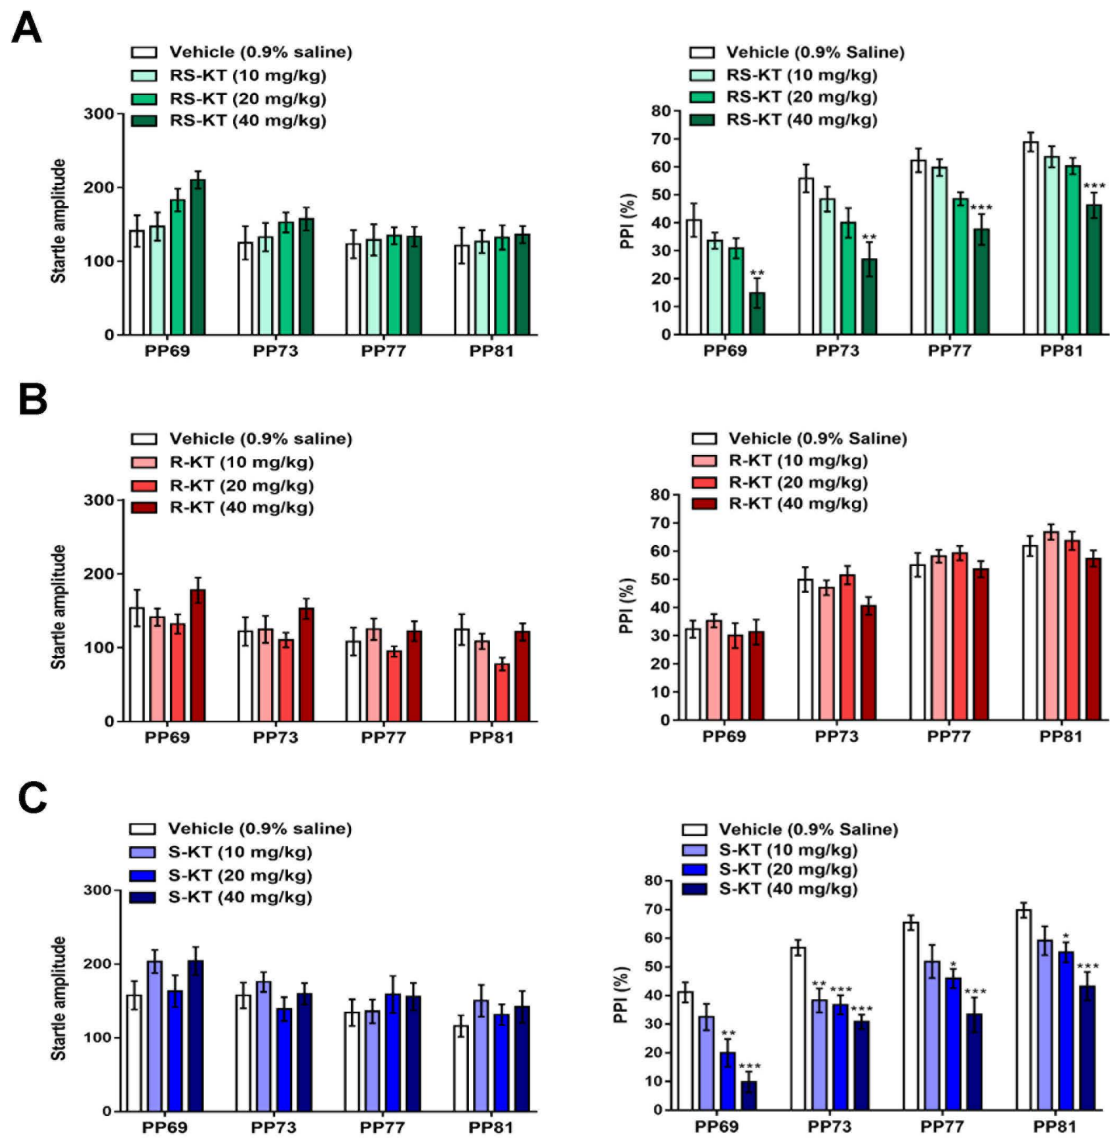 A
Vehicle (0.9% saline)
RS-KT (10 mg/kg)
RS-KT (20 mg/kg)
RS-KT (40 mg/kg)
300
200
100
0
Startle amplitude
PP69 PP73 PP77 PP81
Vehicle (0.9% Saline)
RS-KT (10 mg/kg)
RS-KT (20 mg/kg)
RS-KT (40 mg/kg)
80
70
60
50
40
30
20
10
0
PPI (%)
** ** *** ***
PP69 PP73 PP77 PP81
B
Vehicle (0.9% saline)
R-KT (10 mg/kg)
R-KT (20 mg/kg)
R-KT (40 mg/kg)
300
200
100
0
Startle amplitude
PP69 PP73 PP77 PP81
Vehicle (0.9% Saline)
R-KT (10 mg/kg)
R-KT (20 mg/kg)
R-KT (40 mg/kg)
80
70
60
50
40
30
20
10
0
PPI (%)
PP69 PP73 PP77 PP81
C
Vehicle (0.9% saline)
S-KT (10 mg/kg)
S-KT (20 mg/kg)
S-KT (40 mg/kg)
300
200
100
0
Startle amplitude
PP69 PP73 PP77 PP81
Vehicle (0.9% Saline)
S-KT (10 mg/kg)
S-KT (20 mg/kg)
S-KT (40 mg/kg)
80
70
60
50
40
30
20
10
0
PPI (%)
** *** ** *** *** * *** * ***
PP69 PP73 PP77 PP81